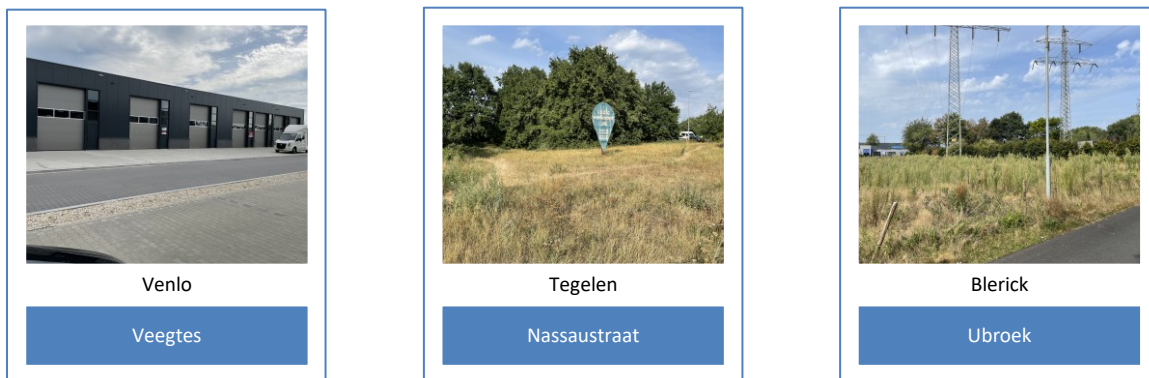 Venlo
Veegtes
Tegelen
Nassaustraat
Blerick
Ubroek